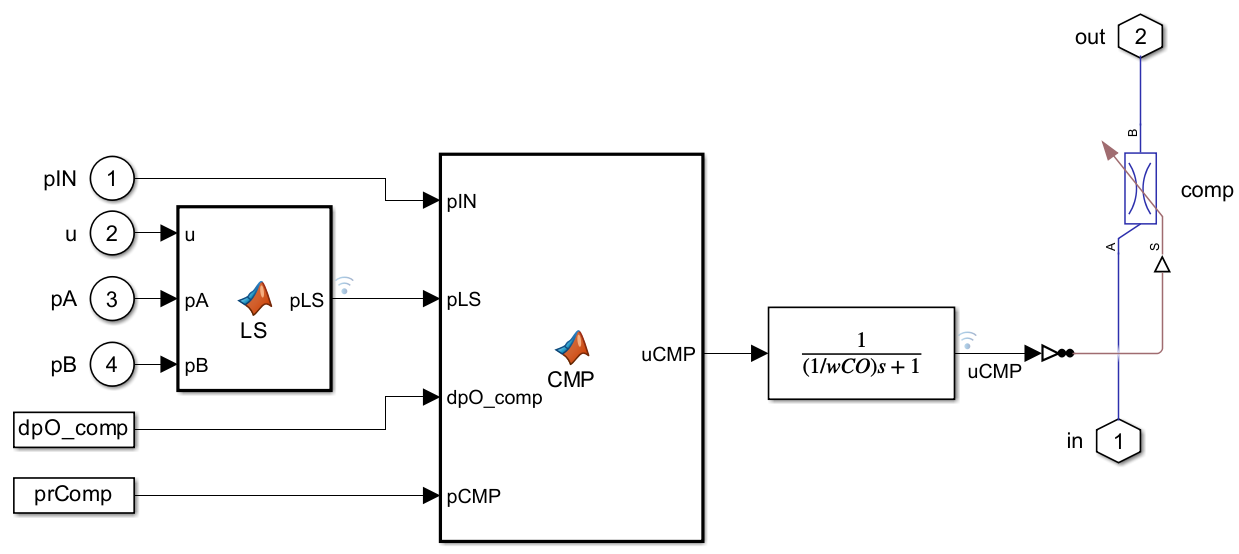 out
2
B
comp
A
S
pIN
1
u
2
pA
3
pB
4
u
pA
pB
pLS
LS
pIN
pLS
dpO_comp
pCMP
uCMP
CMP
dpO_comp
prComp
1
(1/wCO)s + 1
uCMP
in
1